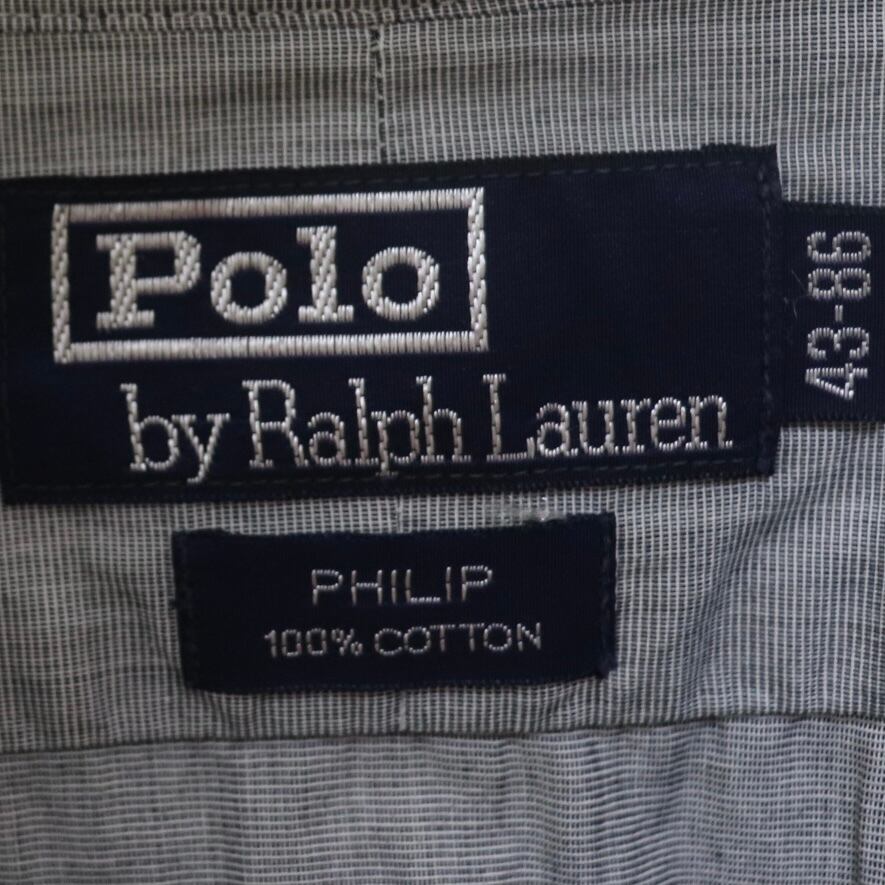 Polo
by Ralph Lauren
43-86
PHILIP
100% COTTON